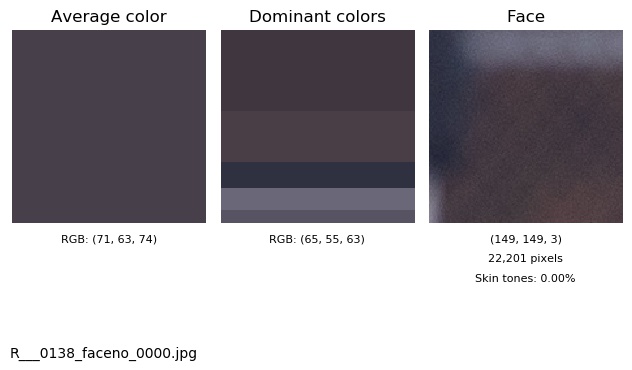 Average color
Dominant colors
Face
RGB: (71, 63, 74)
RGB: (65, 55, 63)
(149, 149, 3)
22,201 pixels
Skin tones: 0.00%
R___0138_faceno_0000.jpg